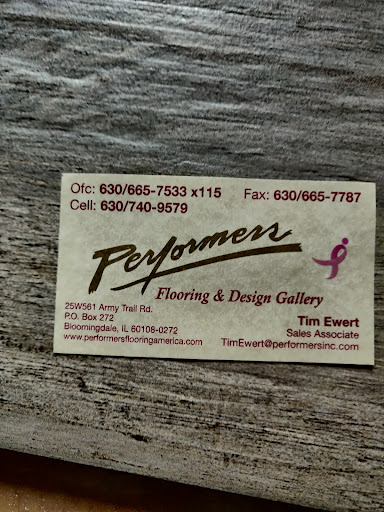 Ofc: 630/665-7533 x115 Fax: 630/665-7787
Cell: 630/740-9579
Performers
Flooring & Design Gallery
25W561 Army Trail Rd.
P.O. Box 272
Bloomingdale, IL 60108-0272
www.performersflooringamerica.com
Tim Ewert
Sales Associate
TimEwert@performersinc.com